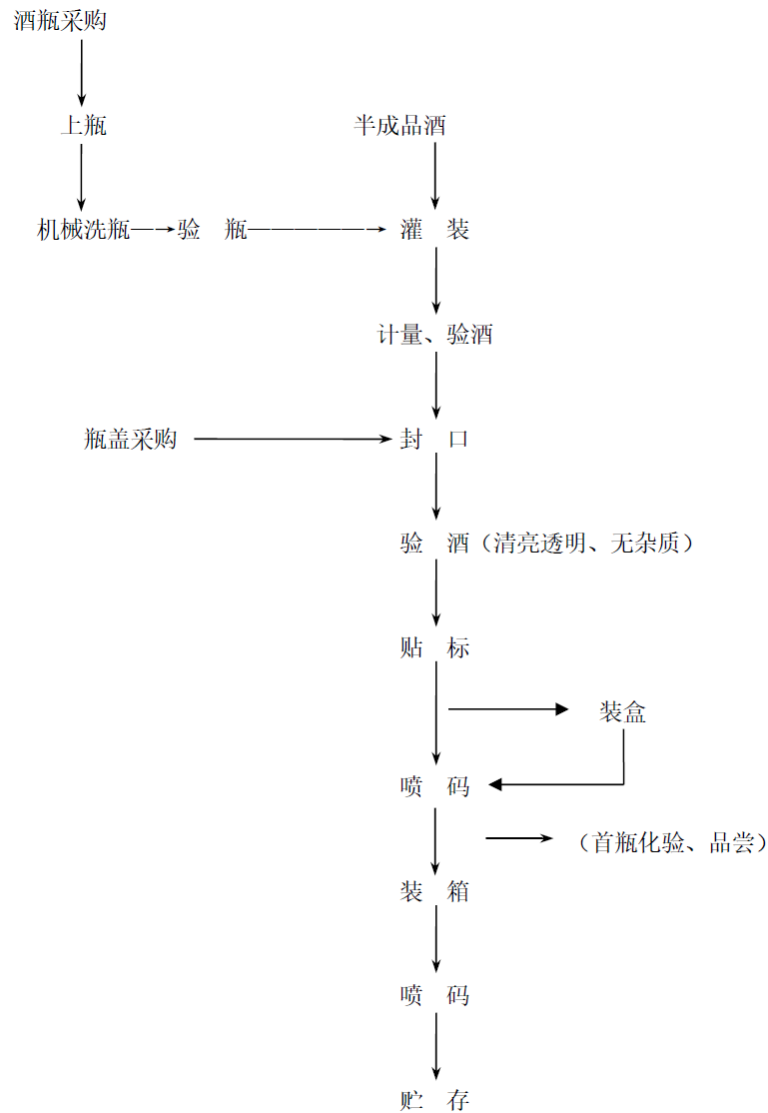 酒瓶采购
上瓶
半成品酒
机械洗瓶
验 瓶
灌 装
计量、验酒
瓶盖采购
封 口
验 酒（清亮透明、无杂质）
贴 标
装盒
喷 码
（首瓶化验、品尝）
装 箱
喷 码
贮 存